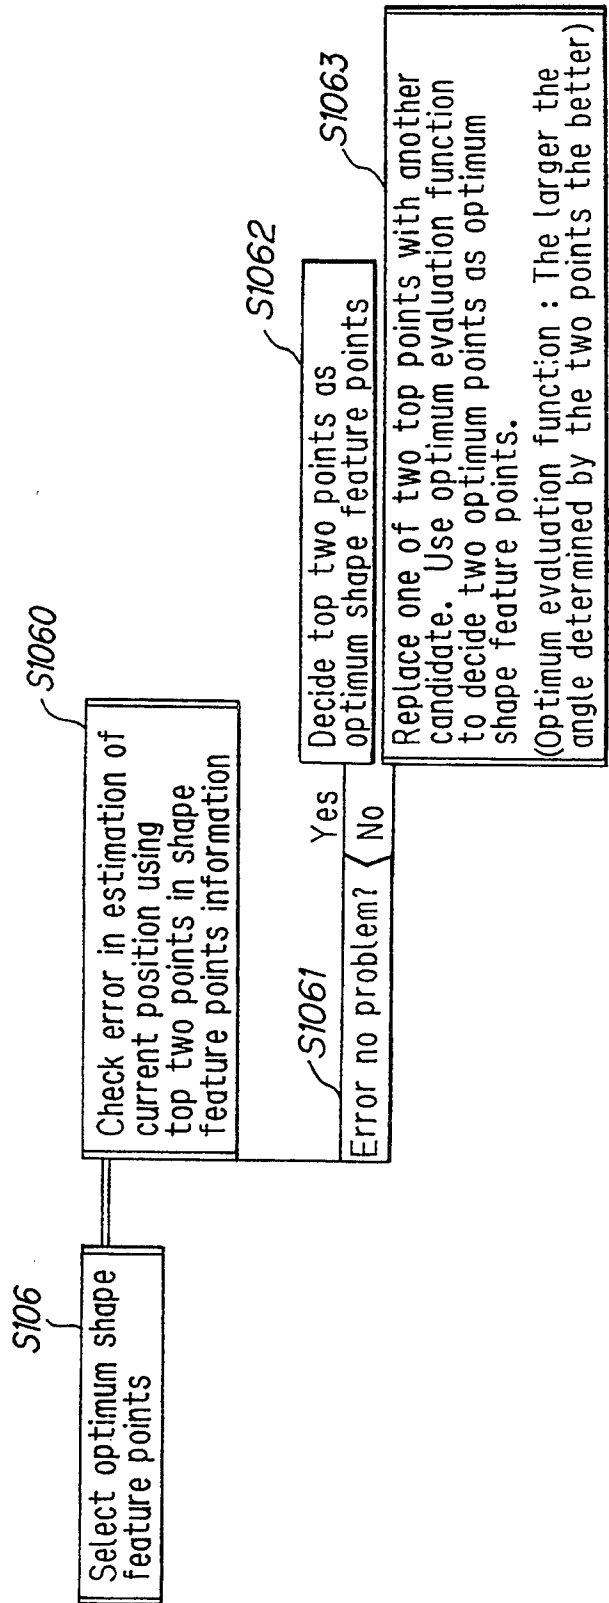 S106
Select optimum shape
feature points
S1060
Check error in estimation of
current position using
top two points in shape
feature points information
S1061
Error no problem?
Yes
No
S1062
Decide top two points as
optimum shape feature points
S1063
Replace one of two top points with another
candidate. Use optimum evaluation function
to decide two optimum points as optimum
shape feature points.
(Optimum evaluation function : The larger the
angle determined by the two points the better)